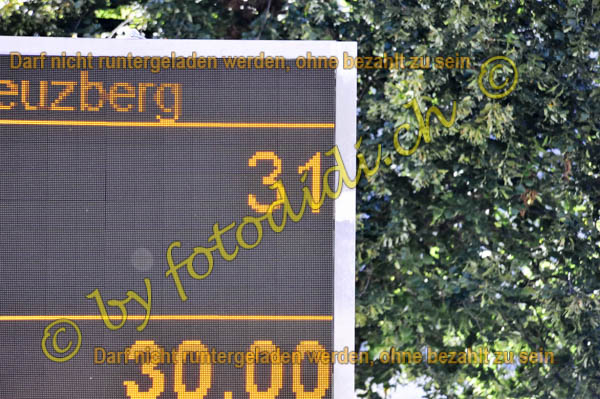 Darf nicht runtergeladen werden, ohne bezahlt zu sein
euzberg
31
© by fotodidi.ch ©
30.00
Darf nicht runtergeladen werden, ohne bezahlt zu sein